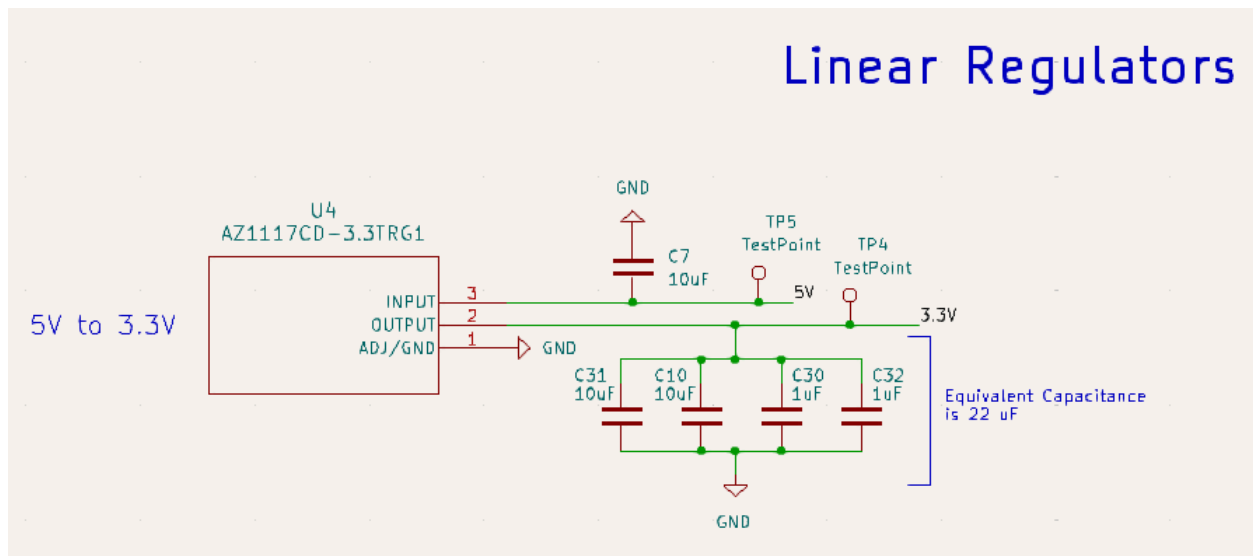 Linear Regulators
GND
U4
AZ1117CD-3.3TRG1
TP5
TestPoint
TP4
TestPoint
C7
10uF
5V to 3.3V
INPUT
3
5V
OUTPUT
2
3.3V
ADJ/GND
1
GND
C31
10uF
C10
10uF
C30
1uF
C32
1uF
Equivalent Capacitance
is 22 uF
GND